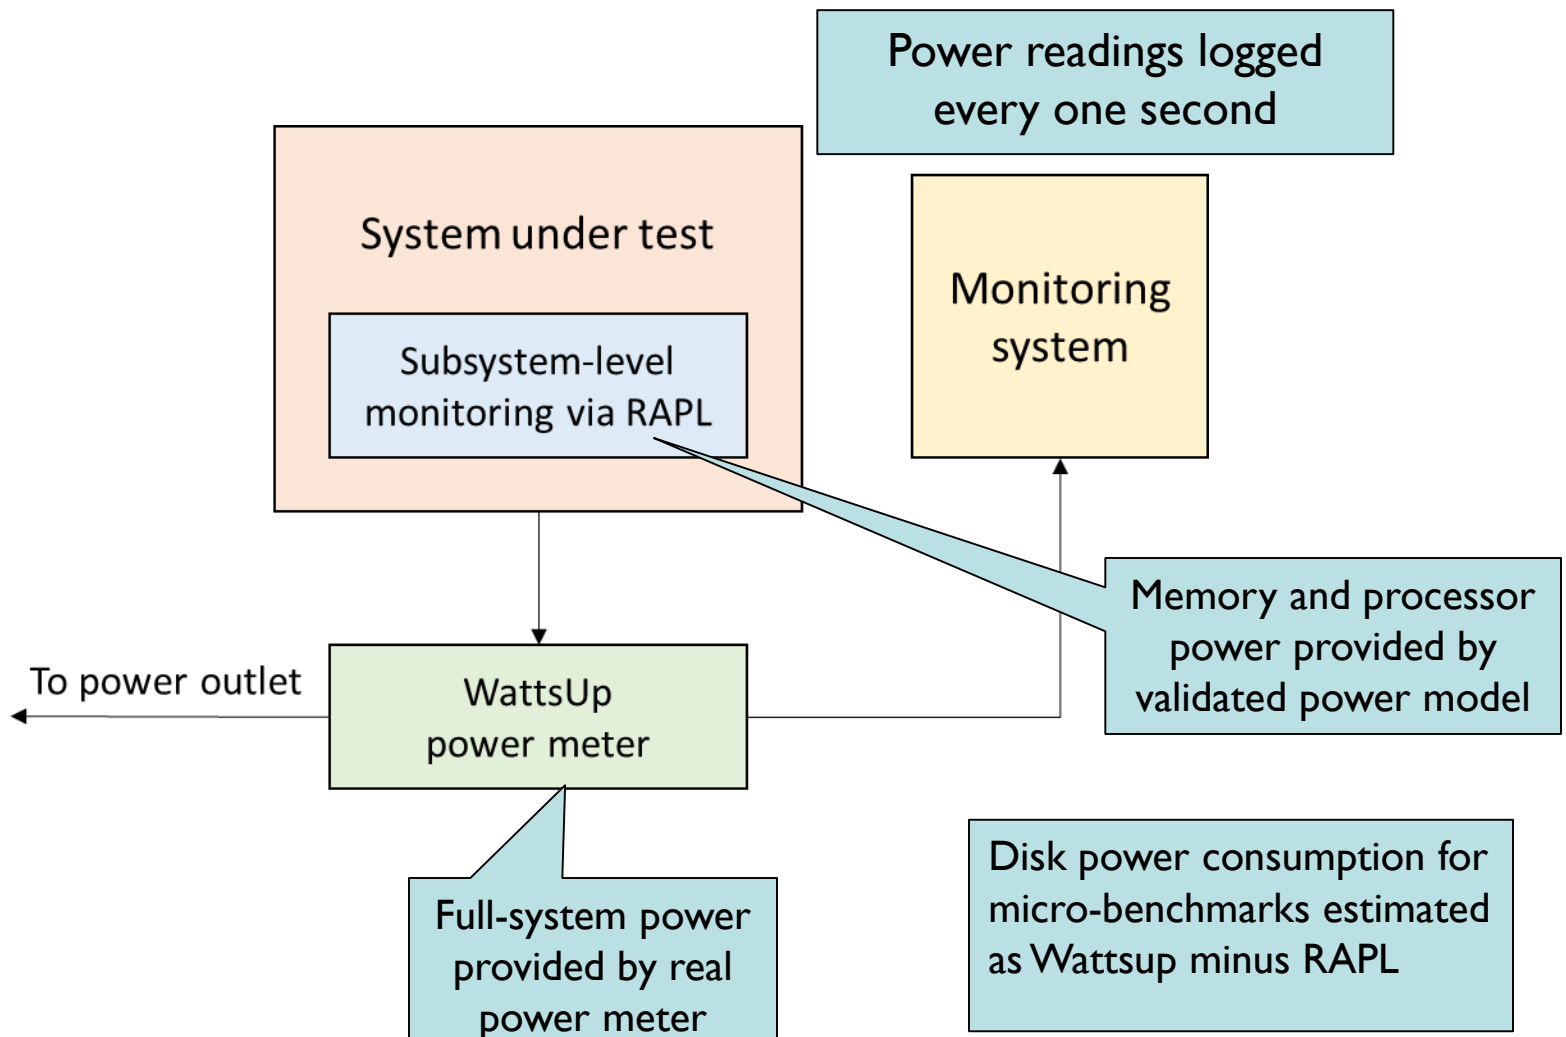 Power readings logged
every one second
System under test
Subsystem-level
monitoring via RAPL
Monitoring
system
Memory and processor
power provided by
validated power model
To power outlet
WattsUp
power meter
Full-system power
provided by real
power meter
Disk power consumption for
micro-benchmarks estimated
as Wattsup minus RAPL